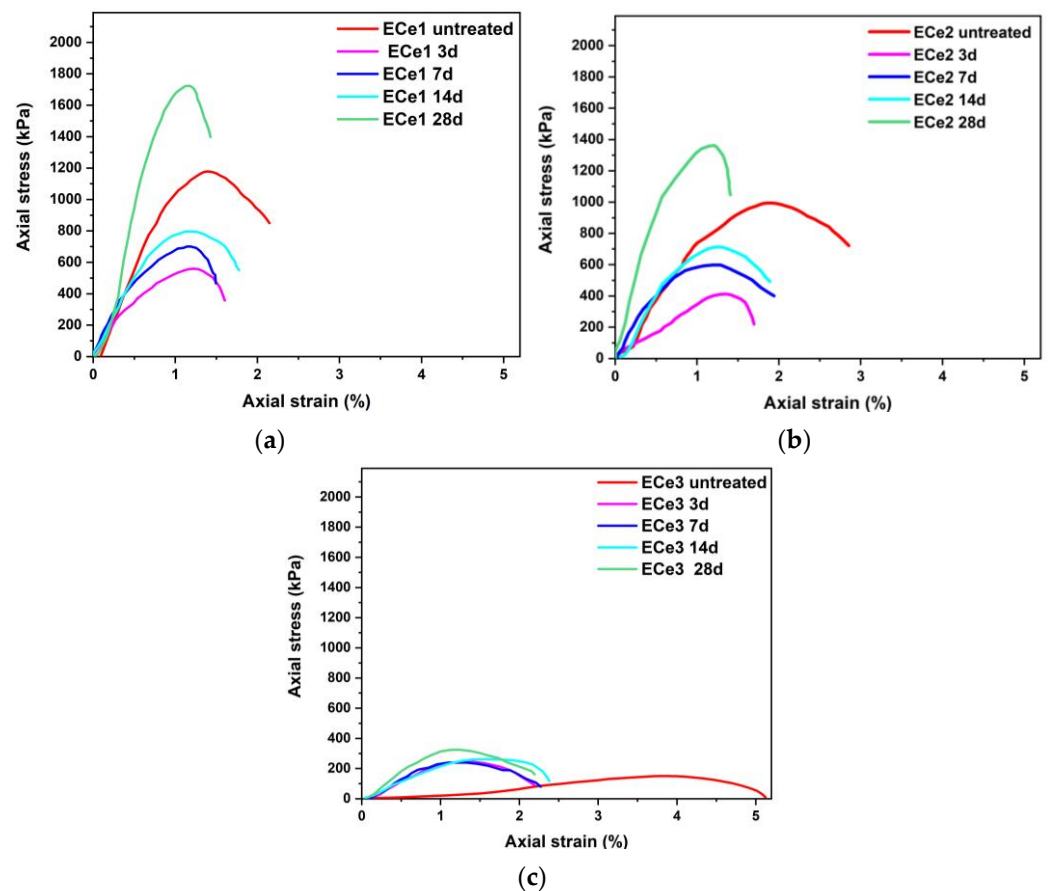 2000
1800
1600
1400
1200
1000
800
600
400
200
0
Axial stress (kPa)
ECe1 untreated
ECe1 3d
ECe1 7d
ECe1 14d
ECe1 28d
0 1 2 3 4 5
Axial strain (%)
(a)
2000
1800
1600
1400
1200
1000
800
600
400
200
0
Axial stress (kPa)
ECe2 untreated
ECe2 3d
ECe2 7d
ECe2 14d
ECe2 28d
0 1 2 3 4 5
Axial strain (%)
(b)
2000
1800
1600
1400
1200
1000
800
600
400
200
0
Axial stress (kPa)
ECe3 untreated
ECe3 3d
ECe3 7d
ECe3 14d
ECe3 28d
0 1 2 3 4 5
Axial strain (%)
(c)